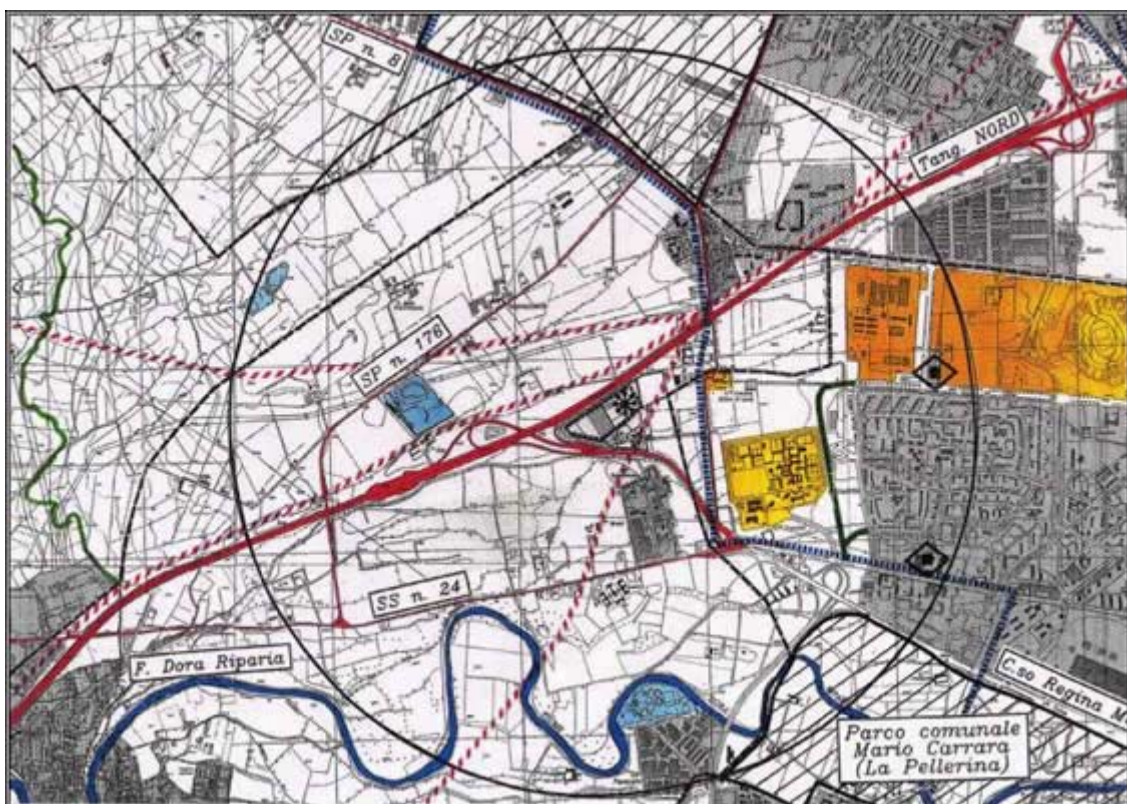 SP n. 8
Tang. NORD
SP n. 176
SS n. 24
F. Dora Riparia
C.so Regina M
Parco comunale
Mario Carrara
(La Pellerina)